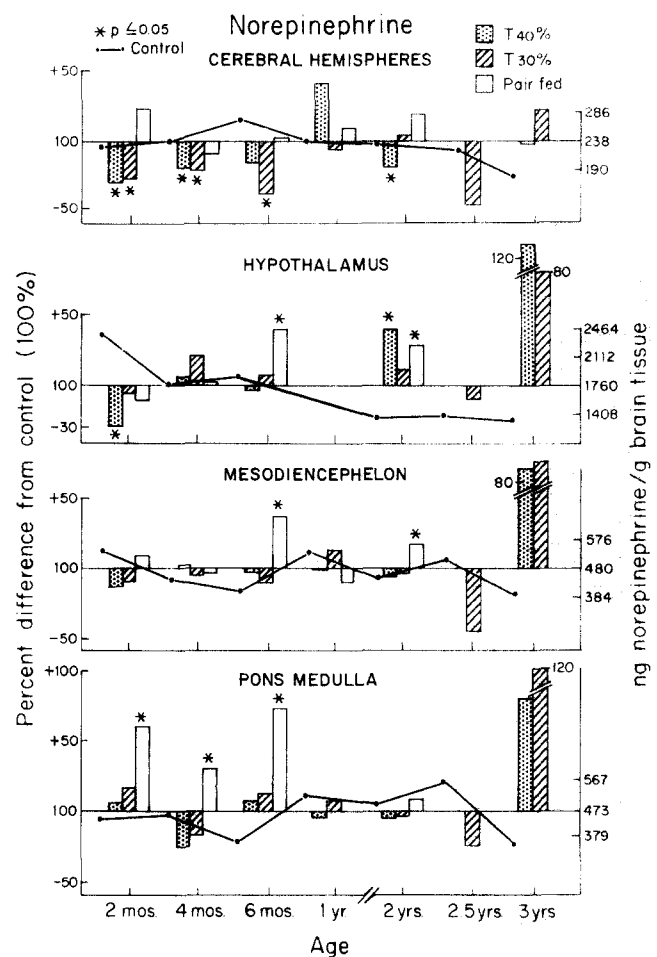 Norepinephrine
* p ≤0.05
Control
T 40%
T 30%
Pair fed
CEREBRAL HEMISPHERES
+50
100
-50
286
238
190
* * * * * *
HYPOTHALAMUS
+50
100
-30
120
80
2464
2112
1760
1408
* * * *
MESODIENCEPHELON
+50
100
-50
80
576
480
384
* *
PONS MEDULLA
+100
+50
100
-50
120
567
473
379
* * *
2 mos.
4 mos.
6 mos.
1 yr.
2 yrs.
2.5 yrs.
3 yrs.
Age
Percent difference from control (100%)
ng norepinephrine/g brain tissue